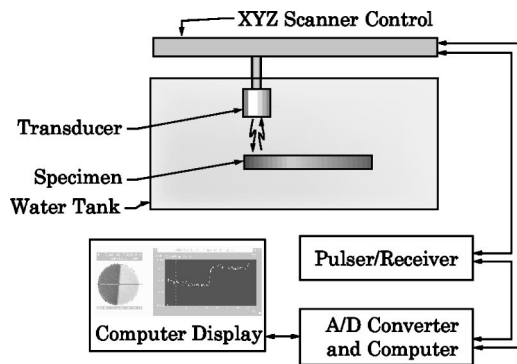 XYZ Scanner Control
Transducer
Specimen
Water Tank
Pulser/Receiver
Computer Display
A/D Converter
and Computer